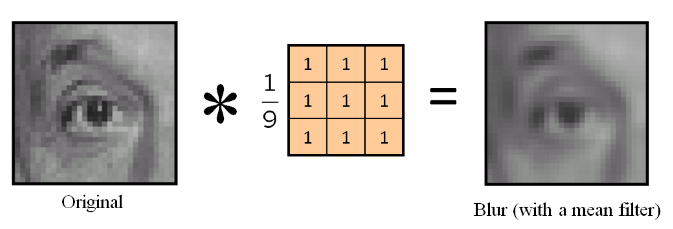 * 1/9 1 1 1 =
1 1 1
1 1 1
Original
Blur (with a mean filter)